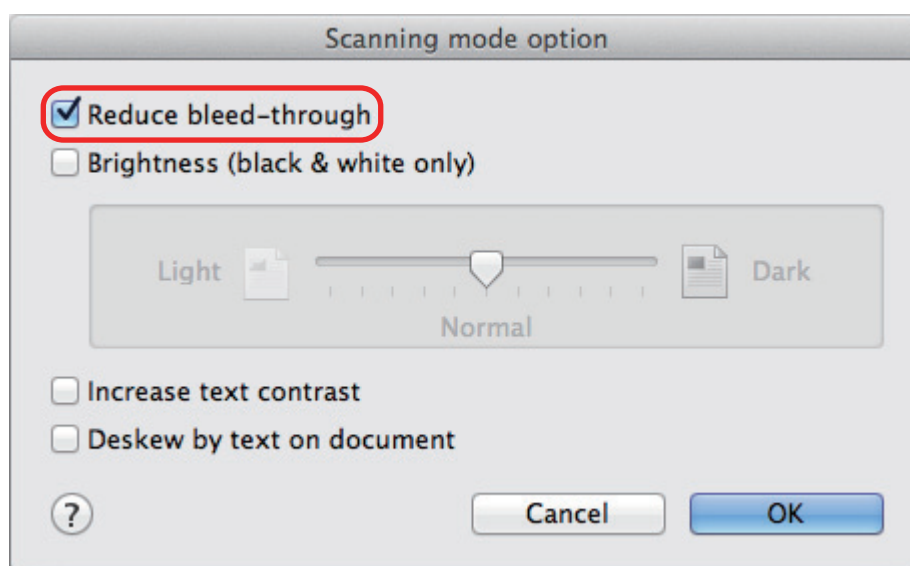 Scanning mode option
Reduce bleed-through
Brightness (black & white only)
Light Dark
Normal
Increase text contrast
Deskew by text on document
? Cancel OK